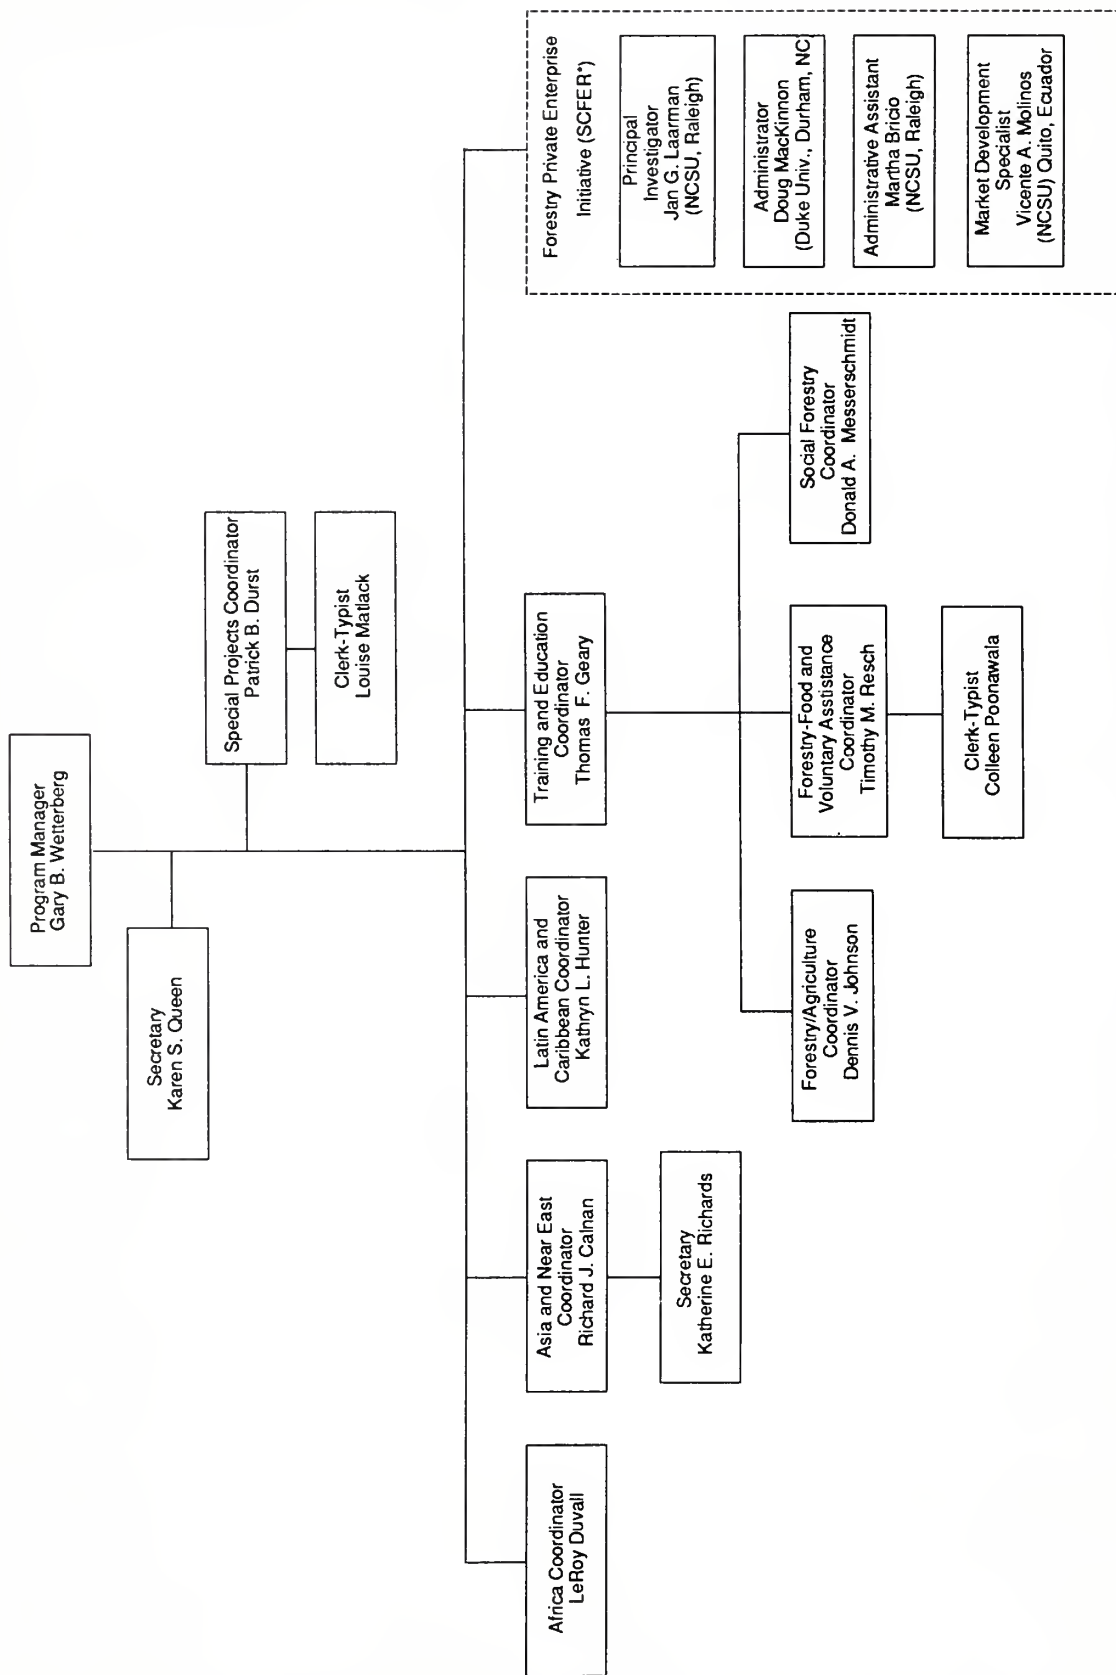 Program Manager
Gary B. Wetterberg
Secretary
Karen S. Queen
Special Projects Coordinator
Patrick B. Durst
Clerk-Typist
Louise Matlack
Africa Coordinator
LeRoy Duvall
Asia and Near East
Coordinator
Richard J. Calnan
Secretary
Katherine E. Richards
Latin America and
Caribbean Coordinator
Kathryn L. Hunter
Training and Education
Coordinator
Thomas F. Geary
Forestry/Agriculture
Coordinator
Dennis V. Johnson
Forestry-Food and
Voluntary Asstistance
Coordinator
Timothy M. Resch
Clerk-Typist
Colleen Poonawala
Social Forestry
Coordinator
Donald A. Messerschmidt
Forestry Private Enterprise
Initiative (SCFER*)
Principal
Investigator
Jan G. Laarman
(NCSU, Raleigh)
Administrator
Doug MacKinnon
(Duke Univ., Durham, NC)
Administrative Assistant
Martha Bricio
(NCSU, Raleigh)
Market Development
Specialist
Vicente A. Molinos
(NCSU) Quito, Ecuador